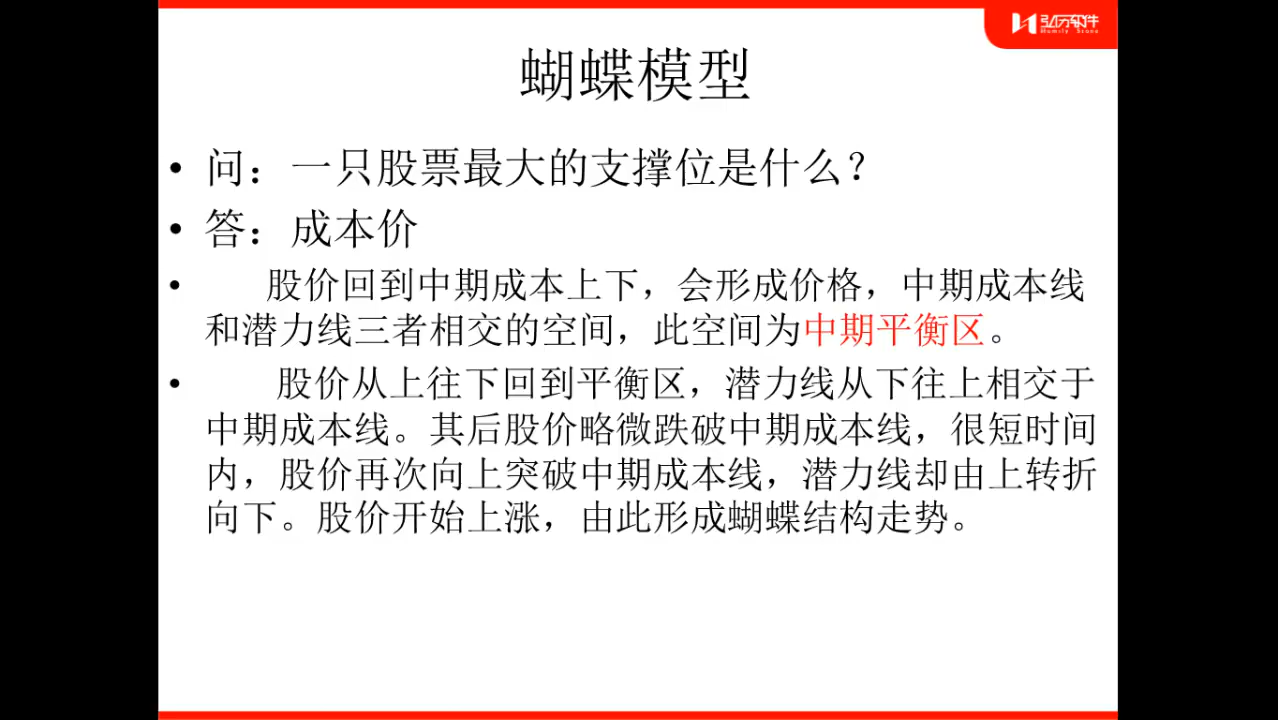 弘历软件
蝴蝶模型
• 问：一只股票最大的支撑位是什么？
• 答：成本价
• 股价回到中期成本上下，会形成价格，中期成本线
和潜力线三者相交的空间，此空间为中期平衡区。
• 股价从上往下回到平衡区，潜力线从下往上相交于
中期成本线。其后股价略微跌破中期成本线，很短时间
内，股价再次向上突破中期成本线，潜力线却由上转折
向下。股价开始上涨，由此形成蝴蝶结构走势。